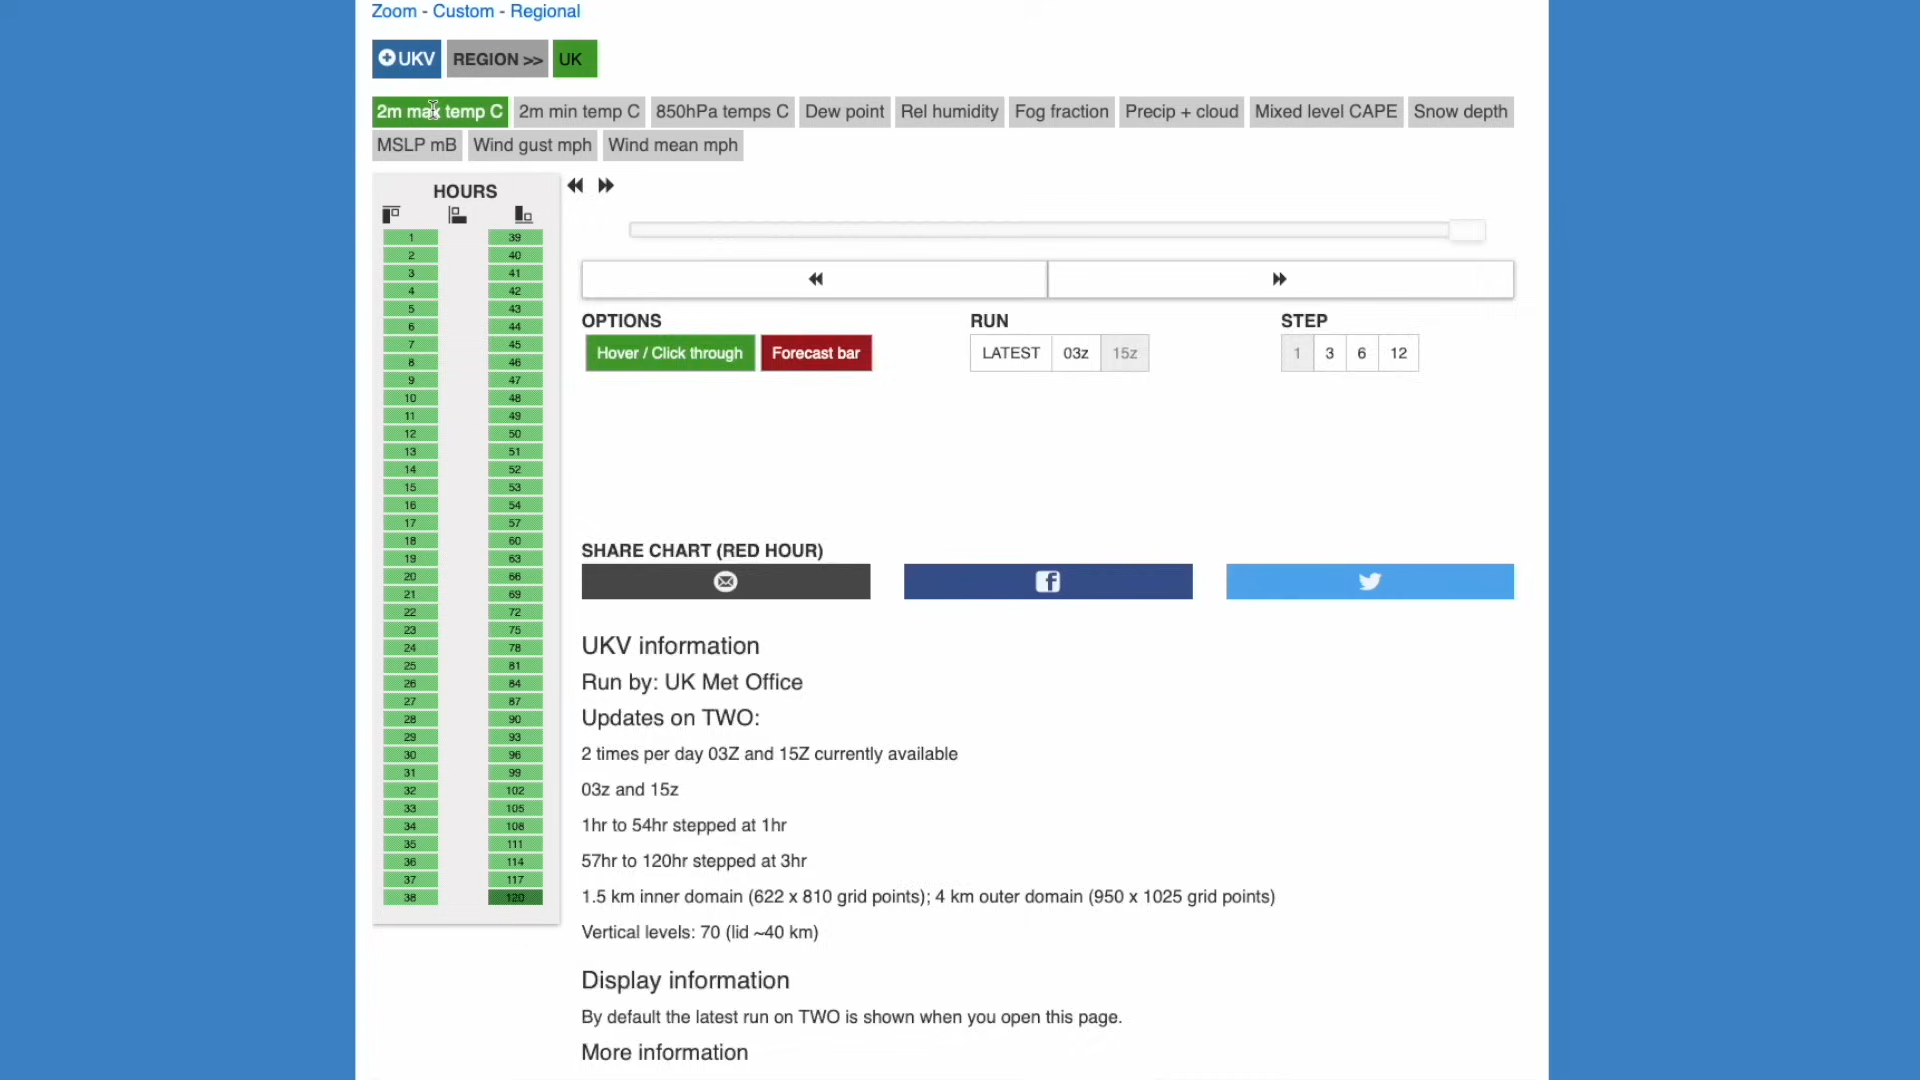 Zoom - Custom - Regional
UKV REGION >> UK
2m max temp C 2m min temp C 850hPa temps C Dew point Rel humidity Fog fraction Precip + cloud Mixed level CAPE Snow depth
MSLP mB Wind gust mph Wind mean mph
HOURS
1 39
2 40
3 41
4 42
5 43
6 44
7 45
8 46
9 47
10 48
11 49
12 50
13 51
14 52
15 53
16 54
17 57
18 60
19 63
20 66
21 69
22 72
23 75
24 78
25 81
26 84
27 87
28 90
29 93
30 96
31 99
32 102
33 105
34 108
35 111
36 114
37 117
38 120
OPTIONS RUN STEP
Hover / Click through Forecast bar LATEST 03z 15z 1 3 6 12
SHARE CHART (RED HOUR)
UKV information
Run by: UK Met Office
Updates on TWO:
2 times per day 03Z and 15Z currently available
03z and 15z
1hr to 54hr stepped at 1hr
57hr to 120hr stepped at 3hr
1.5 km inner domain (622 x 810 grid points); 4 km outer domain (950 x 1025 grid points)
Vertical levels: 70 (lid ~40 km)
Display information
By default the latest run on TWO is shown when you open this page.
More information